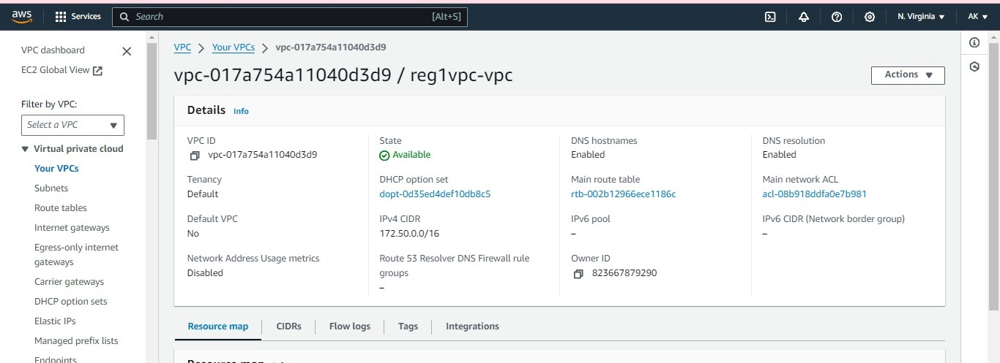 aws
Services
Search
[Alt+S]
N. Virginia
AK
VPC dashboard
EC2 Global View
Filter by VPC:
Select a VPC
Virtual private cloud
Your VPCs
Subnets
Route tables
Internet gateways
Egress-only internet
gateways
Carrier gateways
DHCP option sets
Elastic IPs
Managed prefix lists
Endpoints
VPC
Your VPCs
vpc-017a754a11040d3d9
vpc-017a754a11040d3d9 / reg1vpc-vpc
Actions
Details Info
VPC ID
vpc-017a754a11040d3d9
State
Available
DNS hostnames
Enabled
DNS resolution
Enabled
Tenancy
Default
DHCP option set
dopt-0d35ed4def10db8c5
Main route table
rtb-002b12966ece1186c
Main network ACL
acl-08b918ddfa0e7b981
Default VPC
No
IPv4 CIDR
172.50.0.0/16
IPv6 pool
–
IPv6 CIDR (Network border group)
–
Network Address Usage metrics
Disabled
Route 53 Resolver DNS Firewall rule
groups
–
Owner ID
823667879290
Resource map
CIDRs
Flow logs
Tags
Integrations
Resource map Info